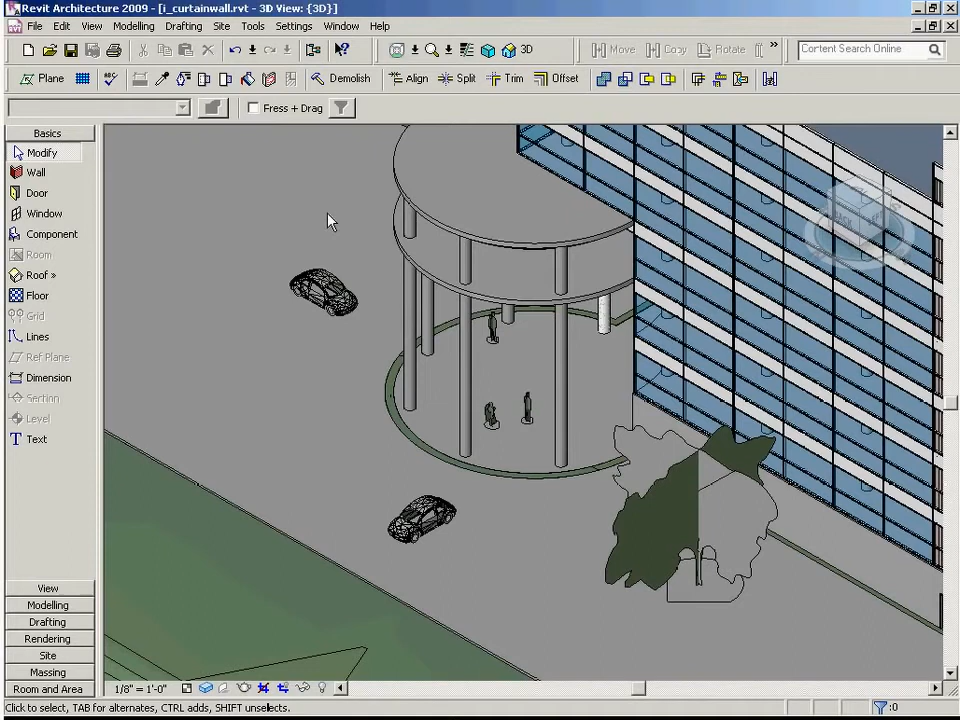 Revit Architecture 2009 - [i_curtainwall.rvt - 3D View: {3D}]
File Edit View Modelling Drafting Site Tools Settings Window Help
3D Move Copy Rotate » Content Search Online
Plane Demolish Align Split Trim Offset
Press + Drag
Basics
Modify
Wall
Door
Window
Component
Room
Roof »
Floor
Grid
Lines
Ref Plane
Dimension
Section
Level
Text
View
Modelling
Drafting
Rendering
Site
Massing
Room and Area
1/8" = 1'-0"
Click to select, TAB for alternates, CTRL adds, SHIFT unselects. :0